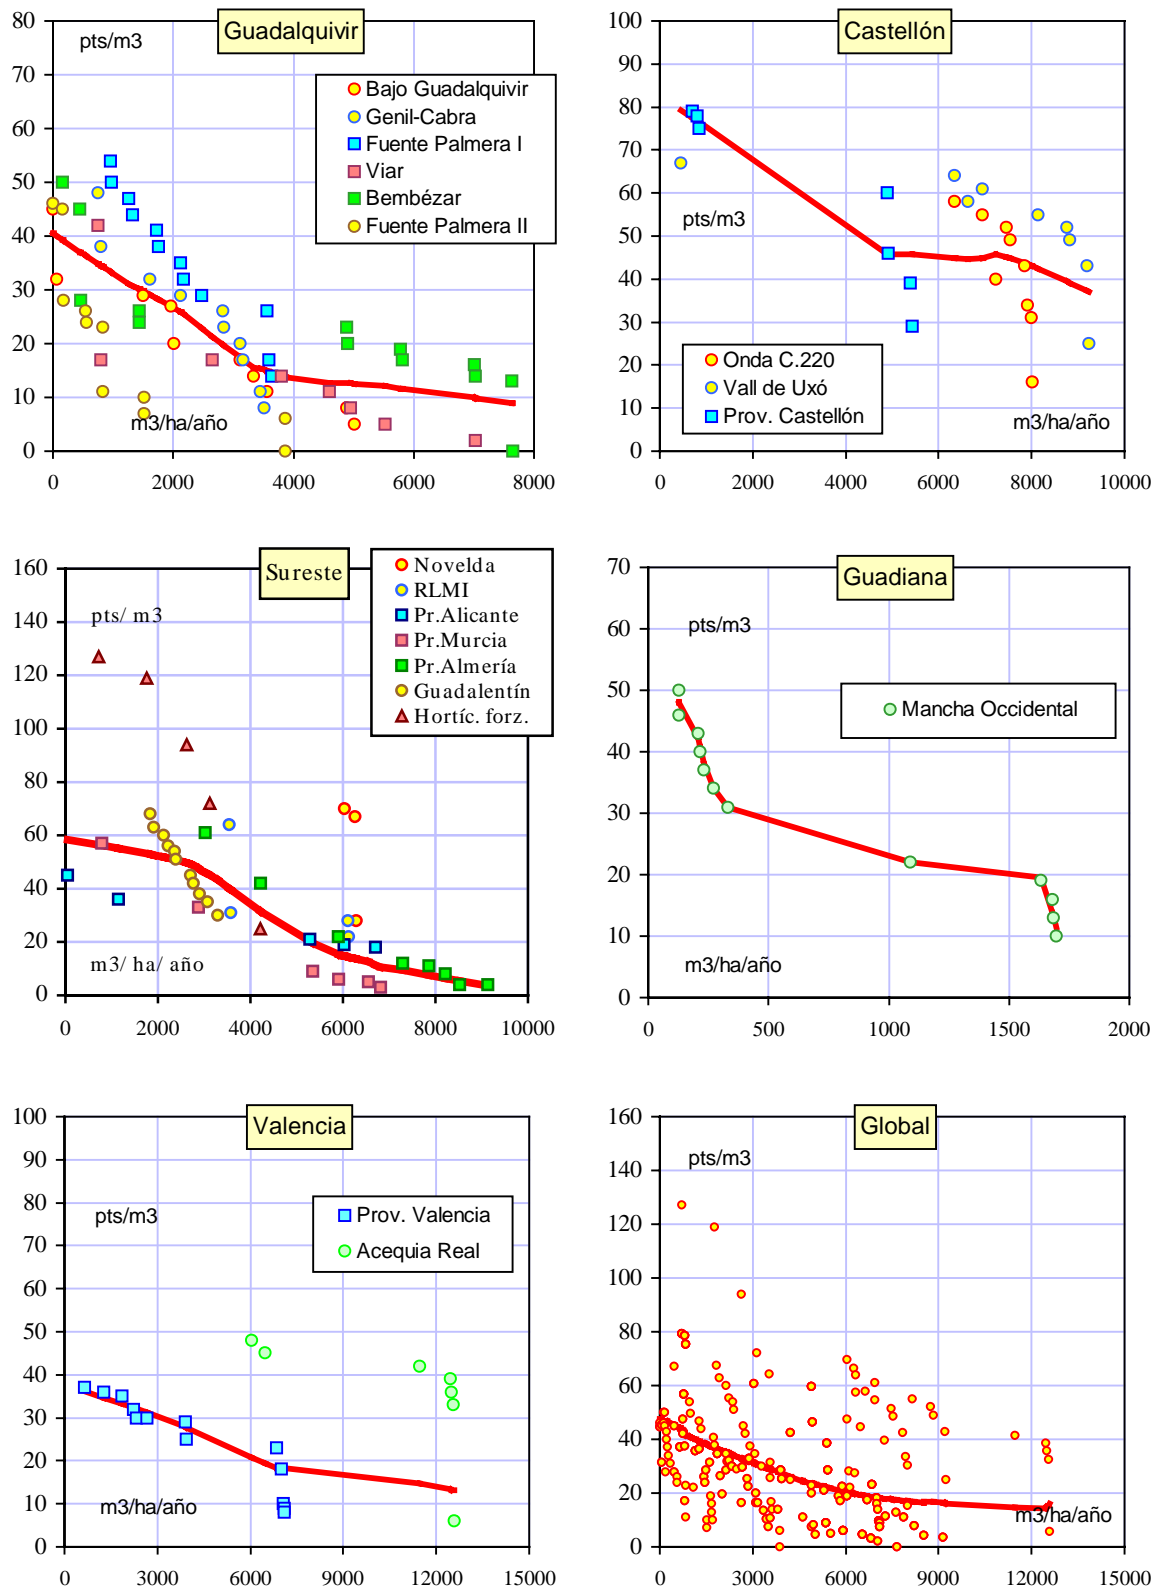 Guadalquivir
80
70
60
50
40
30
20
10
0
pts/m3
Bajo Guadalquivir
Genil-Cabra
Fuente Palmera I
Viar
Bembézar
Fuente Palmera II
m3/ha/año
0 2000 4000 6000 8000
Castellón
100
90
80
70
60
50
40
30
20
10
0
pts/m3
Onda C.220
Vall de Uxó
Prov. Castellón
m3/ha/año
0 2000 4000 6000 8000 10000
Sureste
160
140
120
100
80
60
40
20
0
pts/ m3
Novelda
RLMI
Pr.Alicante
Pr.Murcia
Pr.Almería
Guadalentín
Hortíc. forz.
m3/ ha/ año
0 2000 4000 6000 8000 10000
Guadiana
70
60
50
40
30
20
10
0
pts/m3
Mancha Occidental
m3/ha/año
0 500 1000 1500 2000
Valencia
100
90
80
70
60
50
40
30
20
10
0
pts/m3
Prov. Valencia
Acequia Real
m3/ha/año
0 3000 6000 9000 12000 15000
Global
160
140
120
100
80
60
40
20
0
pts/m3
m3/ha/año
0 3000 6000 9000 12000 15000